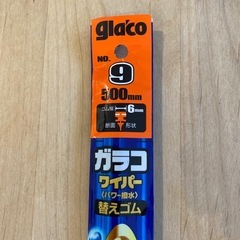 glaco
NO.
9
500mm
ゴム幅 6mm
断面 形状
ガラコ
ワイパー
(パワー撥水)
替えゴム